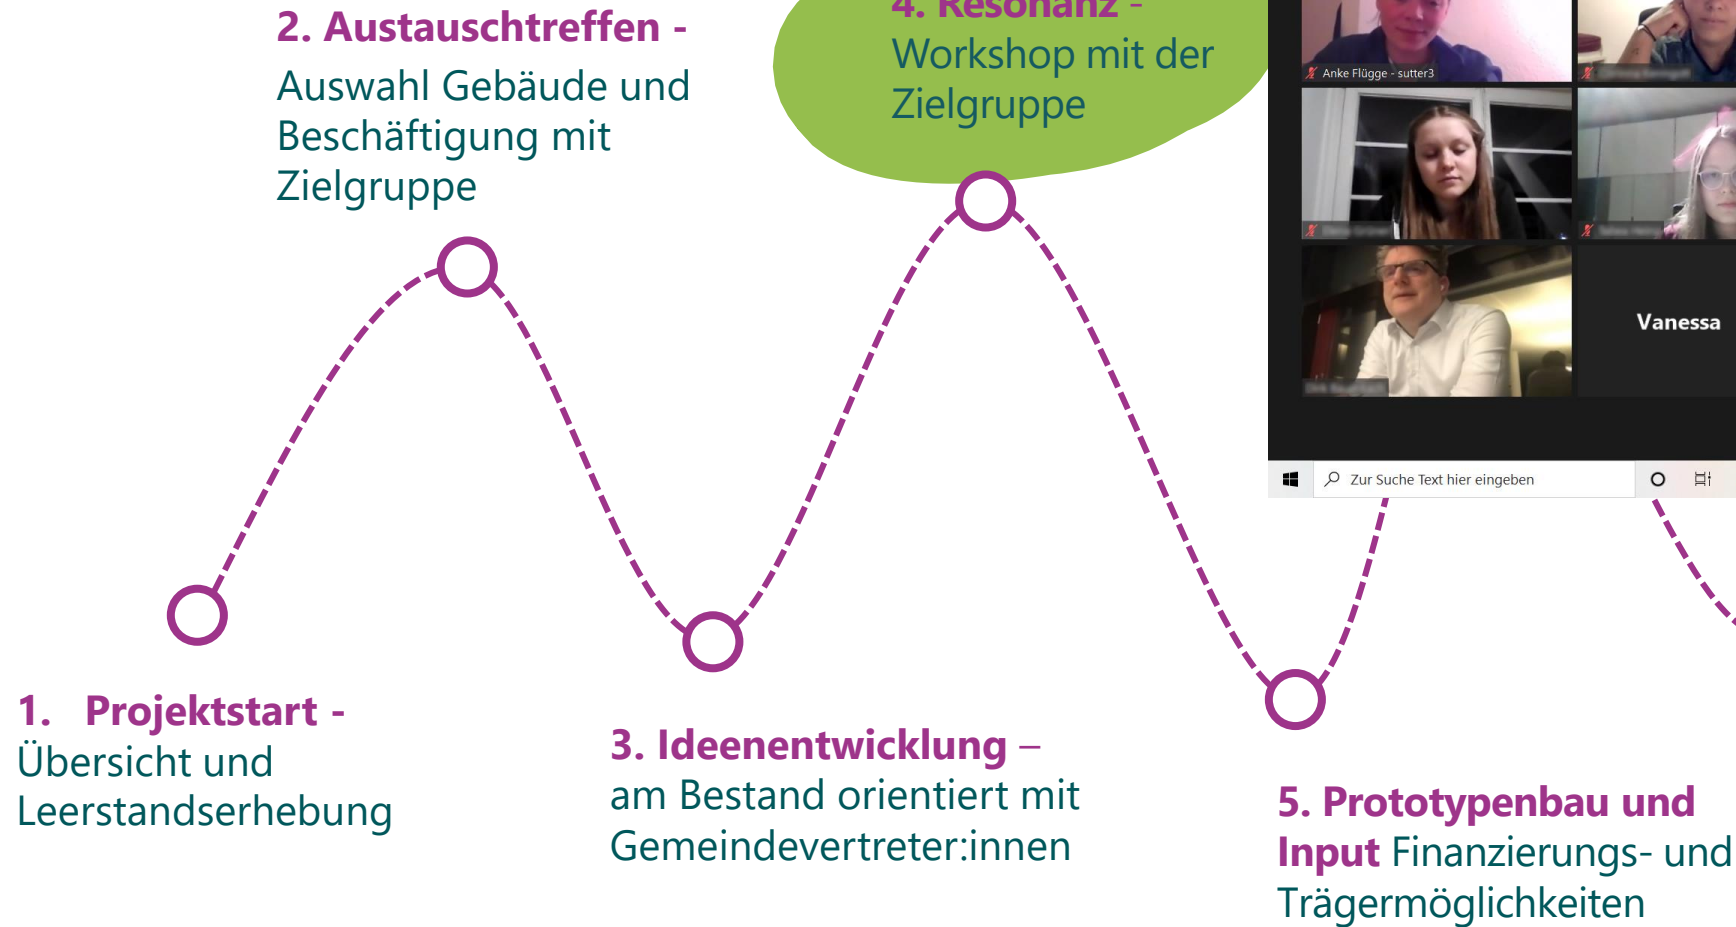 2. Austauschtreffen -
Auswahl Gebäude und
Beschäftigung mit
Zielgruppe
4. Resonanz -
Workshop mit der
Zielgruppe
Anke Flügge - sutter3
Vanessa
Zur Suche Text hier eingeben
1. Projektstart -
Übersicht und
Leerstandserhebung
3. Ideenentwicklung –
am Bestand orientiert mit
Gemeindevertreter:innen
5. Prototypenbau und
Input Finanzierungs- und
Trägermöglichkeiten